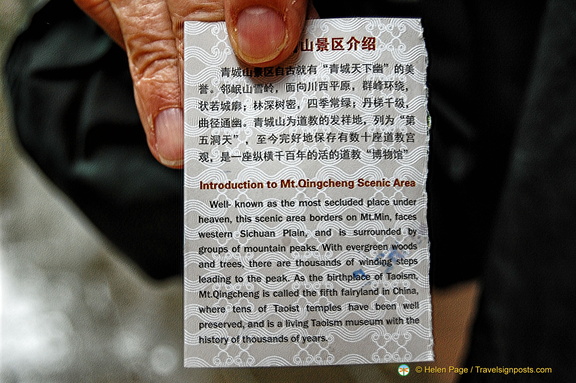 山景区介绍
青城山景区自古就有“青城天下幽”的美
誉。邻岷山雪岭，面向川西平原，群峰环绕，
状若城廓；林深树密，四季常绿；丹梯千级，
曲径通幽。青城山为道教的发祥地，列为“第
五洞天”，至今完好地保存有数十座道教宫
观，是一座纵横千百年的活的道教“博物馆”
Introduction to Mt.Qingcheng Scenic Area
Well- known as the most secluded place under
heaven, this scenic area borders on Mt.Min, faces
western Sichuan Plain, and is surrounded by
groups of mountain peaks. With evergreen woods
and trees, there are thousands of winding steps
leading to the peak. As the birthplace of Taoism,
Mt.Qingcheng is called the fifth fairyland in China,
where tens of Taoist temples have been well
preserved, and is a living Taoism museum with the
history of thousands of years.
© Helen Page / Travelsignposts.com